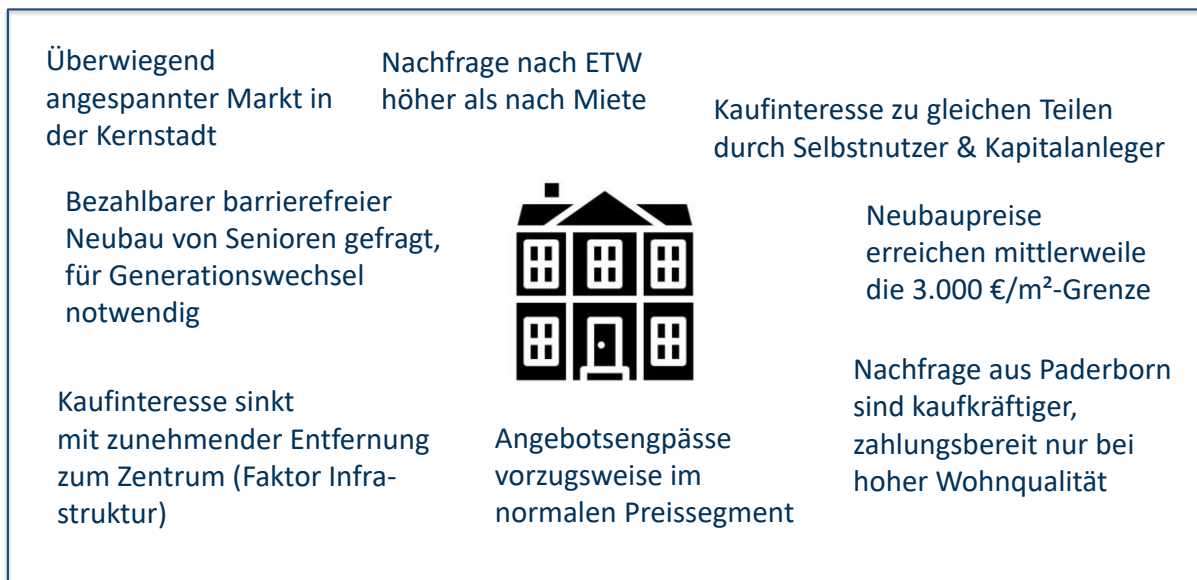 Überwiegend
angespannter Markt in
der Kernstadt
Nachfrage nach ETW
höher als nach Miete
Kaufinteresse zu gleichen Teilen
durch Selbstnutzer & Kapitalanleger
Bezahlbarer barrierefreier
Neubau von Senioren gefragt,
für Generationswechsel
notwendig
Neubaupreise
erreichen mittlerweile
die 3.000 €/m²-Grenze
Kaufinteresse sinkt
mit zunehmender Entfernung
zum Zentrum (Faktor Infra-
struktur)
Angebotsengpässe
vorzugsweise im
normalen Preissegment
Nachfrage aus Paderborn
sind kaufkräftiger,
zahlungsbereit nur bei
hoher Wohnqualität